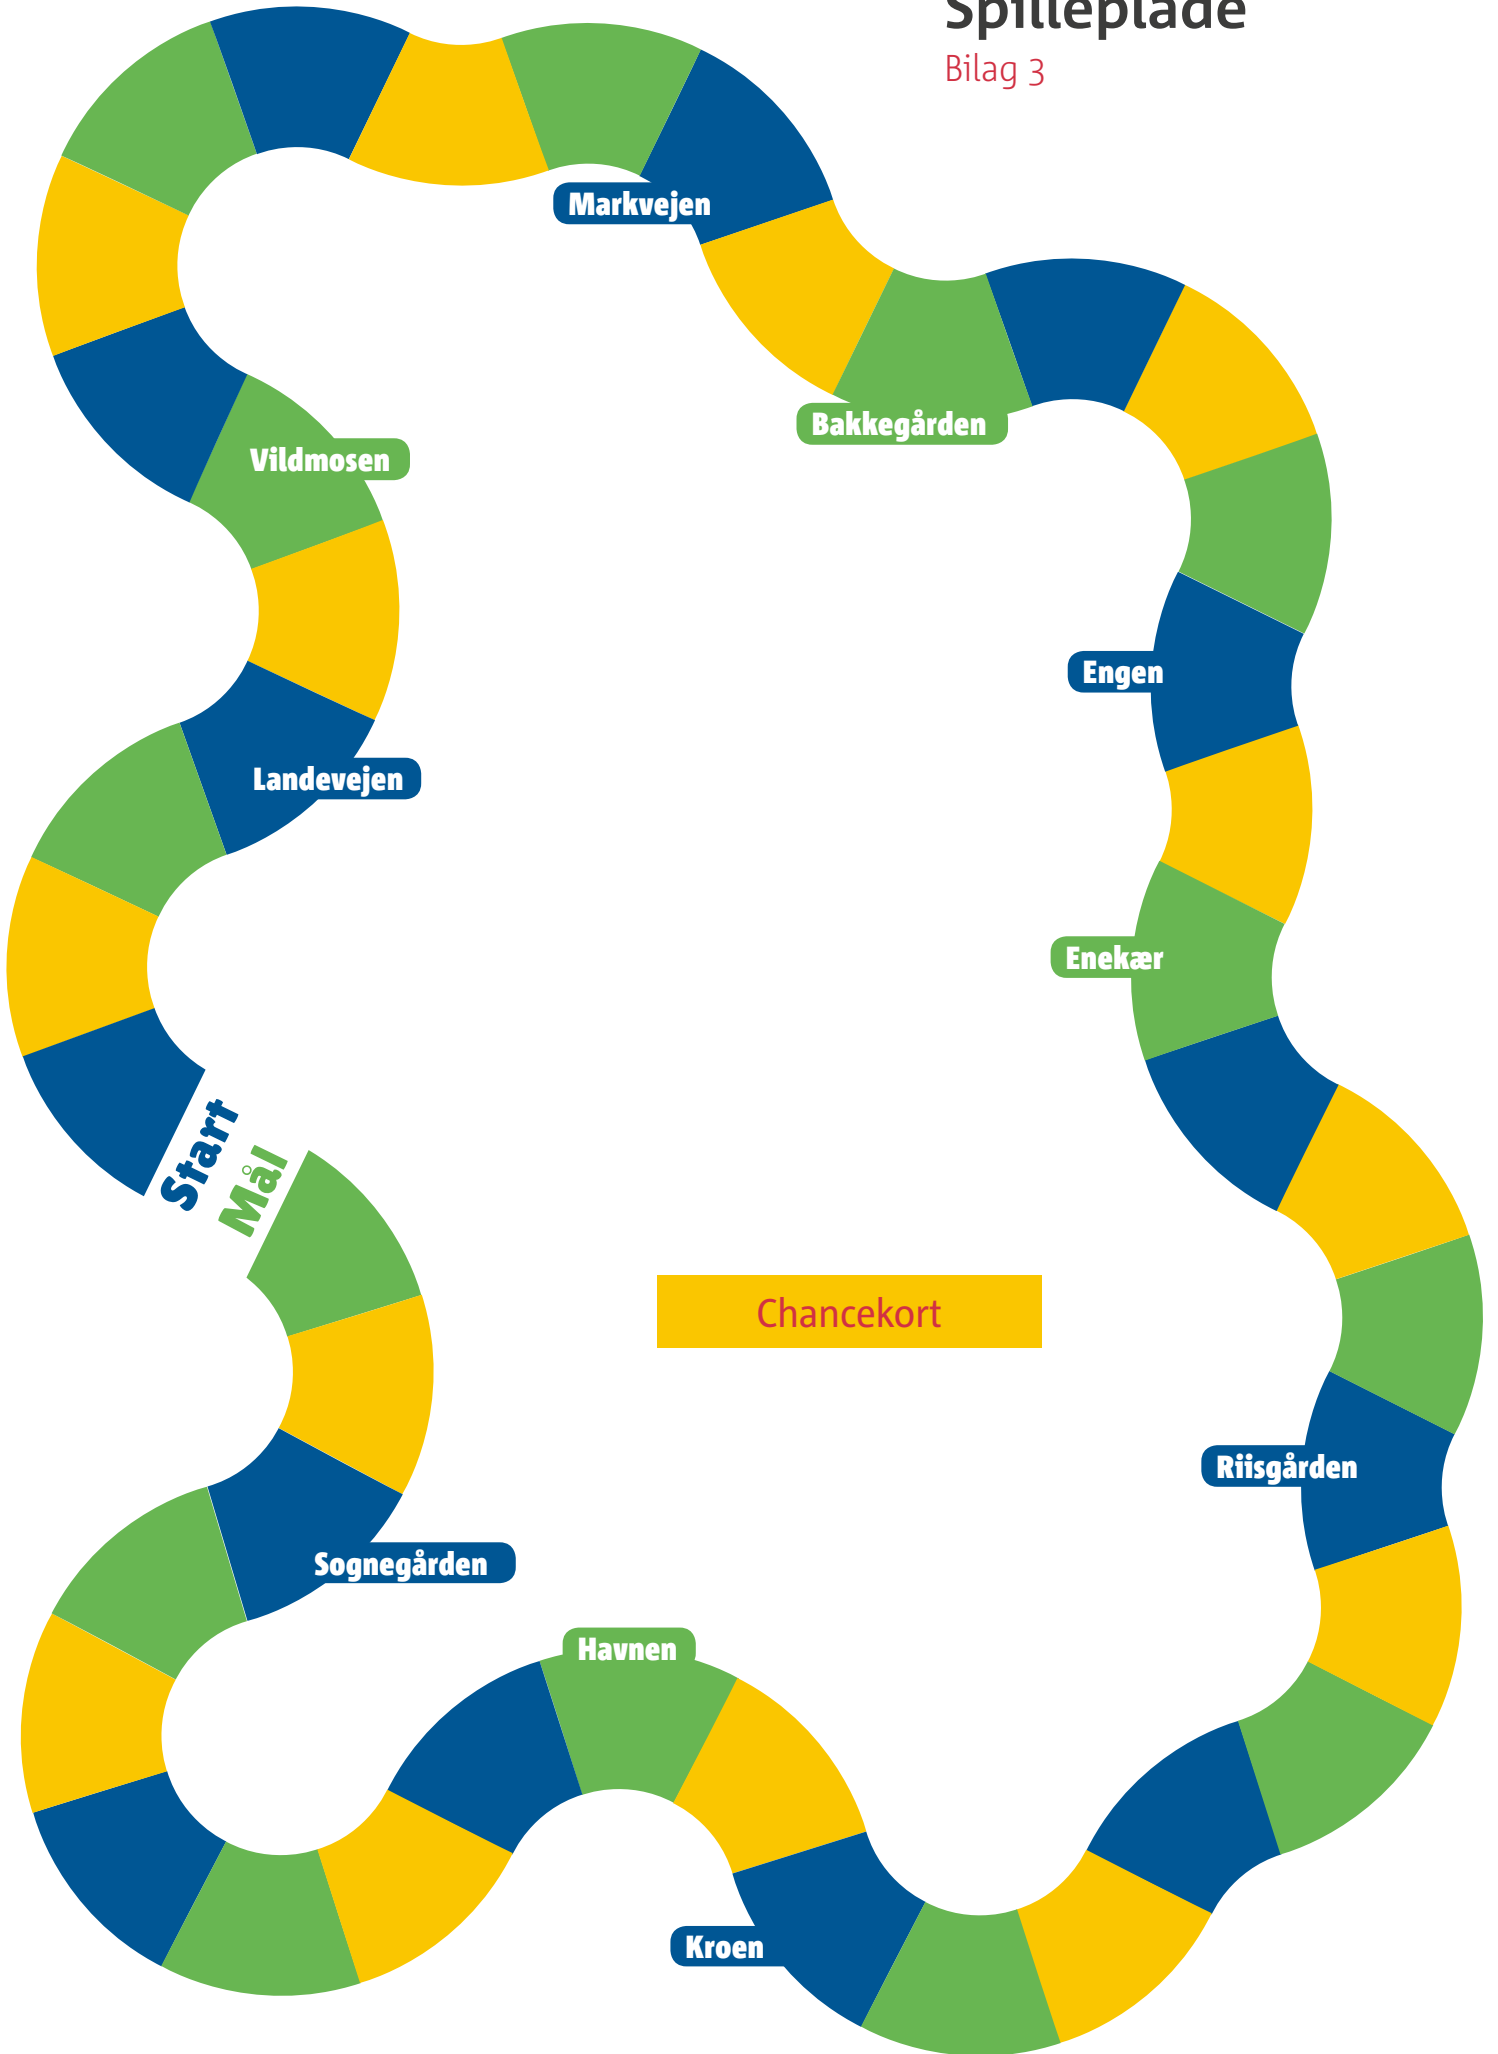 Spilleplade
Bilag 3
Markvejen
Bakkegården
Vildmosen
Engen
Landevejen
Enekær
Start
Mål
Chancekort
Riisgården
Sognegården
Havnen
Kroen